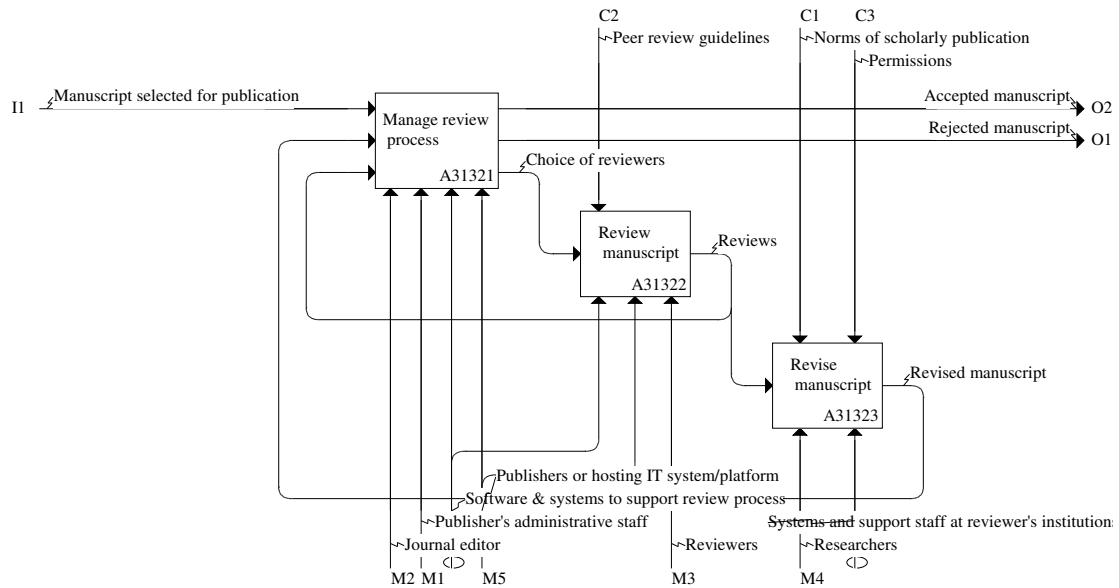 C2
C1
C3
Peer review guidelines
Norms of scholarly publication
Permissions
I1
Manuscript selected for publication
Accepted manuscript
O2
Manage review
process
Rejected manuscript
O1
Choice of reviewers
A31321
Review
manuscript
Reviews
A31322
Revise
manuscript
Revised manuscript
A31323
Publishers or hosting IT system/platform
Software & systems to support review process
Publisher's administrative staff
Systems and support staff at reviewer's institutions
Journal editor
Reviewers
Researchers
M2
M1
M5
M3
M4